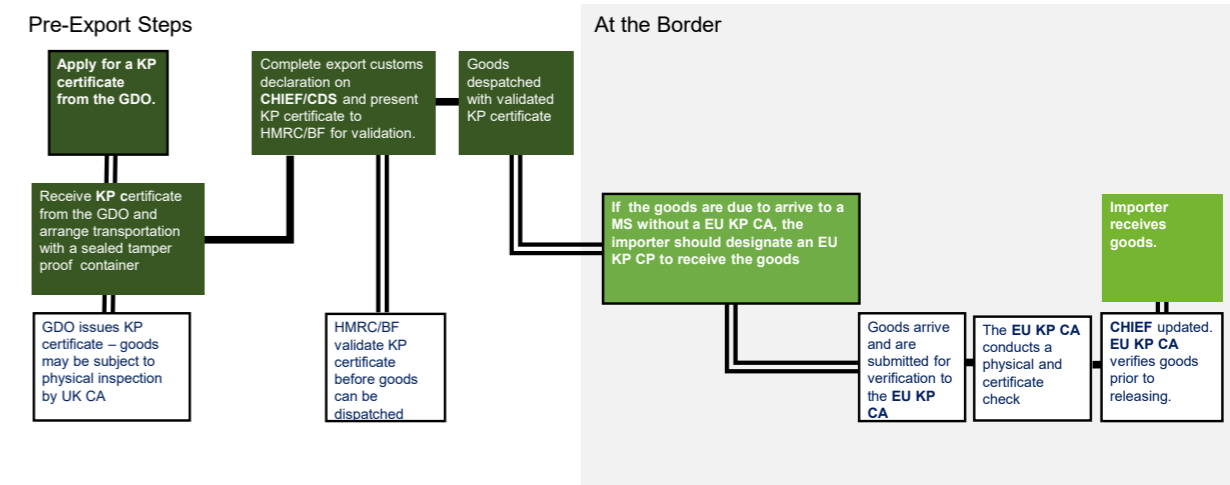 Pre-Export Steps
Apply for a KP
certificate
from the GDO.
Receive KP certificate
from the GDO and
arrange transportation
with a sealed tamper
proof container
GDO issues KP
certificate – goods
may be subject to
physical inspection
by UK CA
Complete export customs
declaration on
CHIEF/CDS and present
KP certificate to
HMRC/BF for validation.
HMRC/BF
validate KP
certificate
before goods
can be
dispatched
Goods
despatched
with validated
KP certificate
At the Border
If the goods are due to arrive to a
MS without a EU KP CA, the
importer should designate an EU
KP CP to receive the goods
Goods arrive
and are
submitted for
verification to
the EU KP
CA
The EU KP CA
conducts a
physical and
certificate
check
CHIEF updated.
EU KP CA
verifies goods
prior to
releasing.
Importer
receives
goods.